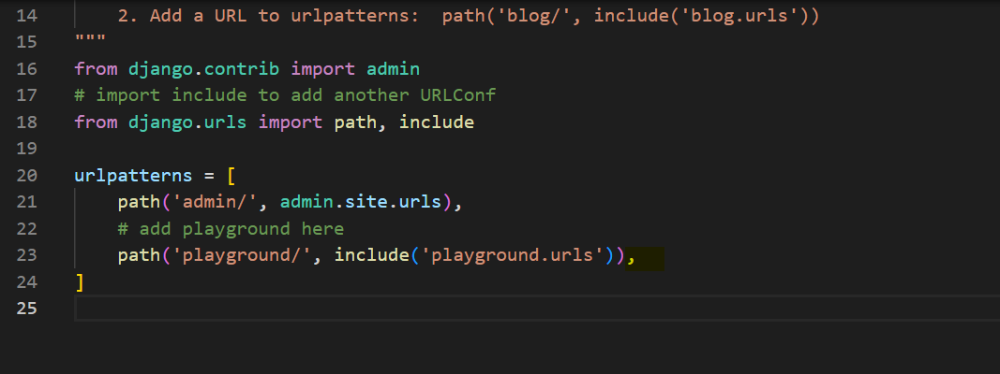 14 2. Add a URL to urlpatterns:  path('blog/', include('blog.urls'))
15 """
16 from django.contrib import admin
17 # import include to add another URLConf
18 from django.urls import path, include
19
20 urlpatterns = [
21     path('admin/', admin.site.urls),
22     # add playground here
23     path('playground/', include('playground.urls')),
24 ]
25